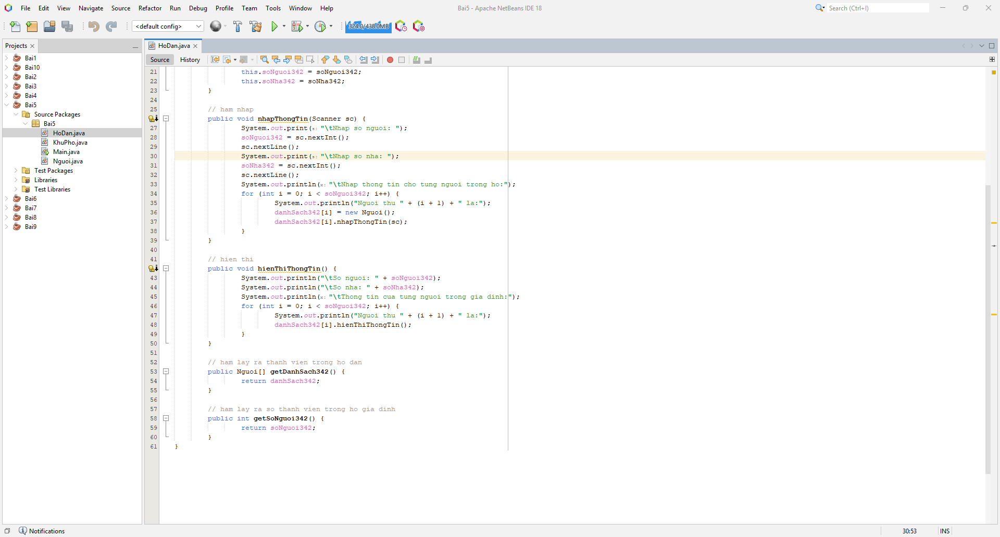 File Edit View Navigate Source Refactor Run Debug Profile Team Tools Window Help
Bai5 - Apache NetBeans IDE 18
Search (Ctrl+I)
<default config>
324.0/438.0MB
Projects
Bai1
Bai10
Bai2
Bai3
Bai4
Bai5
Source Packages
Bai5
HoDan.java
KhuPho.java
Main.java
Nguoi.java
Test Packages
Libraries
Test Libraries
Bai6
Bai7
Bai8
Bai9
HoDan.java
Source History
21 this.soNguoi342 = soNguoi342;
22 this.soNha342 = soNha342;
23 }
24
25 // ham nhap
public void nhapThongTin(Scanner sc) {
27 System.out.print(s: "\tNhap so nguoi: ");
28 soNguoi342 = sc.nextInt();
29 sc.nextLine();
30 System.out.print(s: "\tNhap so nha: ");
31 soNha342 = sc.nextInt();
32 sc.nextLine();
33 System.out.println(x: "\tNhap thong tin cho tung nguoi trong ho:");
34 for (int i = 0; i < soNguoi342; i++) {
35 System.out.println("Nguoi thu " + (i + 1) + " la:");
36 danhSach342[i] = new Nguoi();
37 danhSach342[i].nhapThongTin(sc);
38 }
39 }
40
41 // hien thi
public void hienThiThongTin() {
43 System.out.println("\tSo nguoi: " + soNguoi342);
44 System.out.println("\tSo nha: " + soNha342);
45 System.out.println(x: "\tThong tin cua tung nguoi trong gia dinh:");
46 for (int i = 0; i < soNguoi342; i++) {
47 System.out.println("Nguoi thu " + (i + 1) + " la:");
48 danhSach342[i].hienThiThongTin();
49 }
50 }
51
52 // ham lay ra thanh vien trong ho dan
53 public Nguoi[] getDanhSach342() {
54 return danhSach342;
55 }
56
57 // ham lay ra so thanh vien trong ho gia dinh
58 public int getSoNguoi342() {
59 return soNguoi342;
60 }
61 }
Notifications
30:53
INS